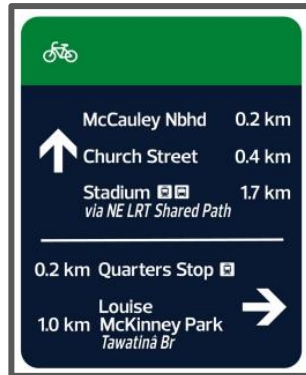 McCauley Nbhd 0.2 km
Church Street 0.4 km
Stadium 1.7 km
via NE LRT Shared Path
0.2 km Quarters Stop
Louise
1.0 km McKinney Park
Tawatinâ Br